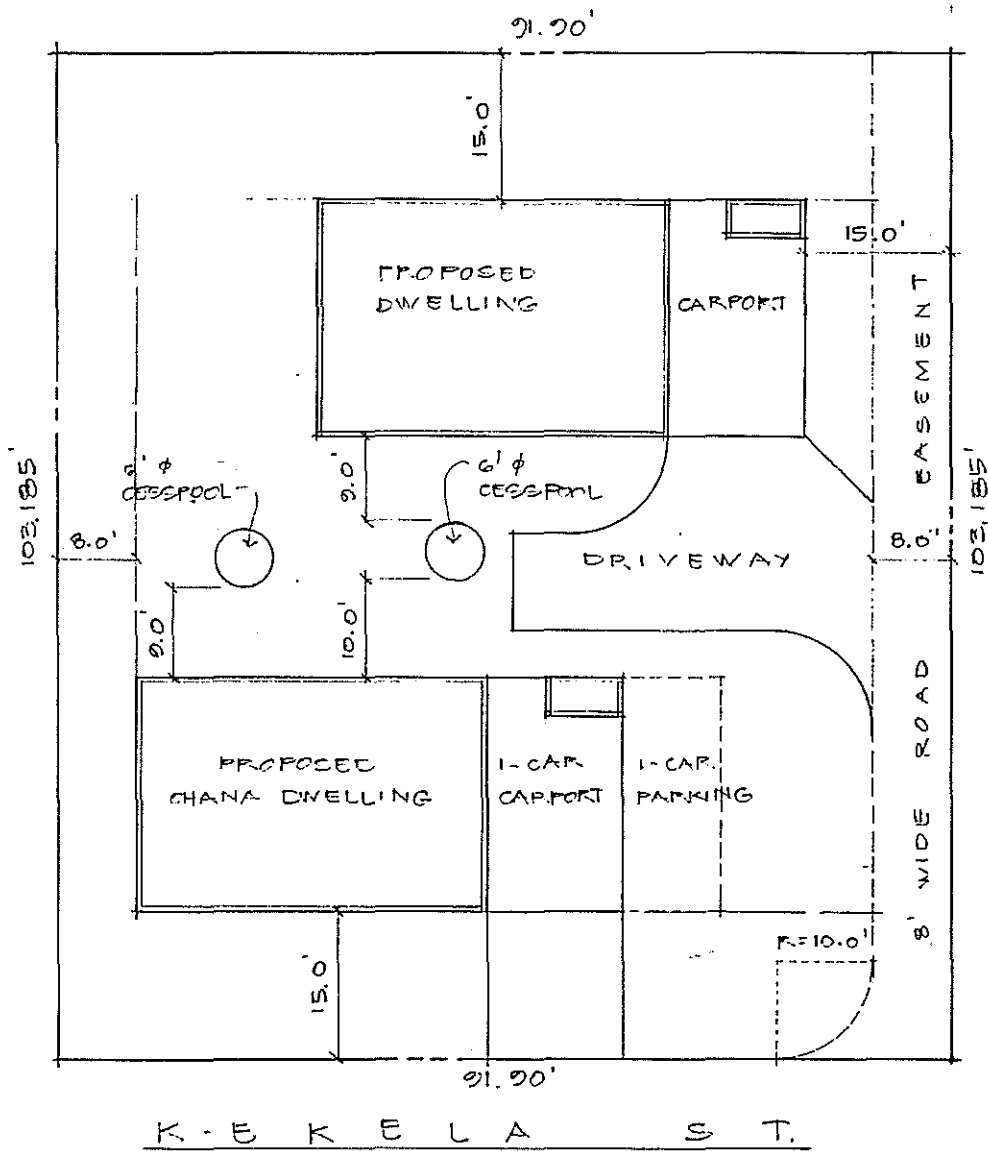 91.90'
15.0'
PROPOSED
DWELLING
CARPORT
15.0'
8' WIDE ROAD EASEMENT
103.185'
103.185'
CESSPOOL
9.0'
6' φ
CESSPOOL
8.0'
DRIVEWAY
8.0'
9.0'
10.0'
PROPOSED
OHANA DWELLING
1-CAR
CARPORT
1-CAR
PARKING
R=10.0'
15.0'
91.90'
KEKELA ST.